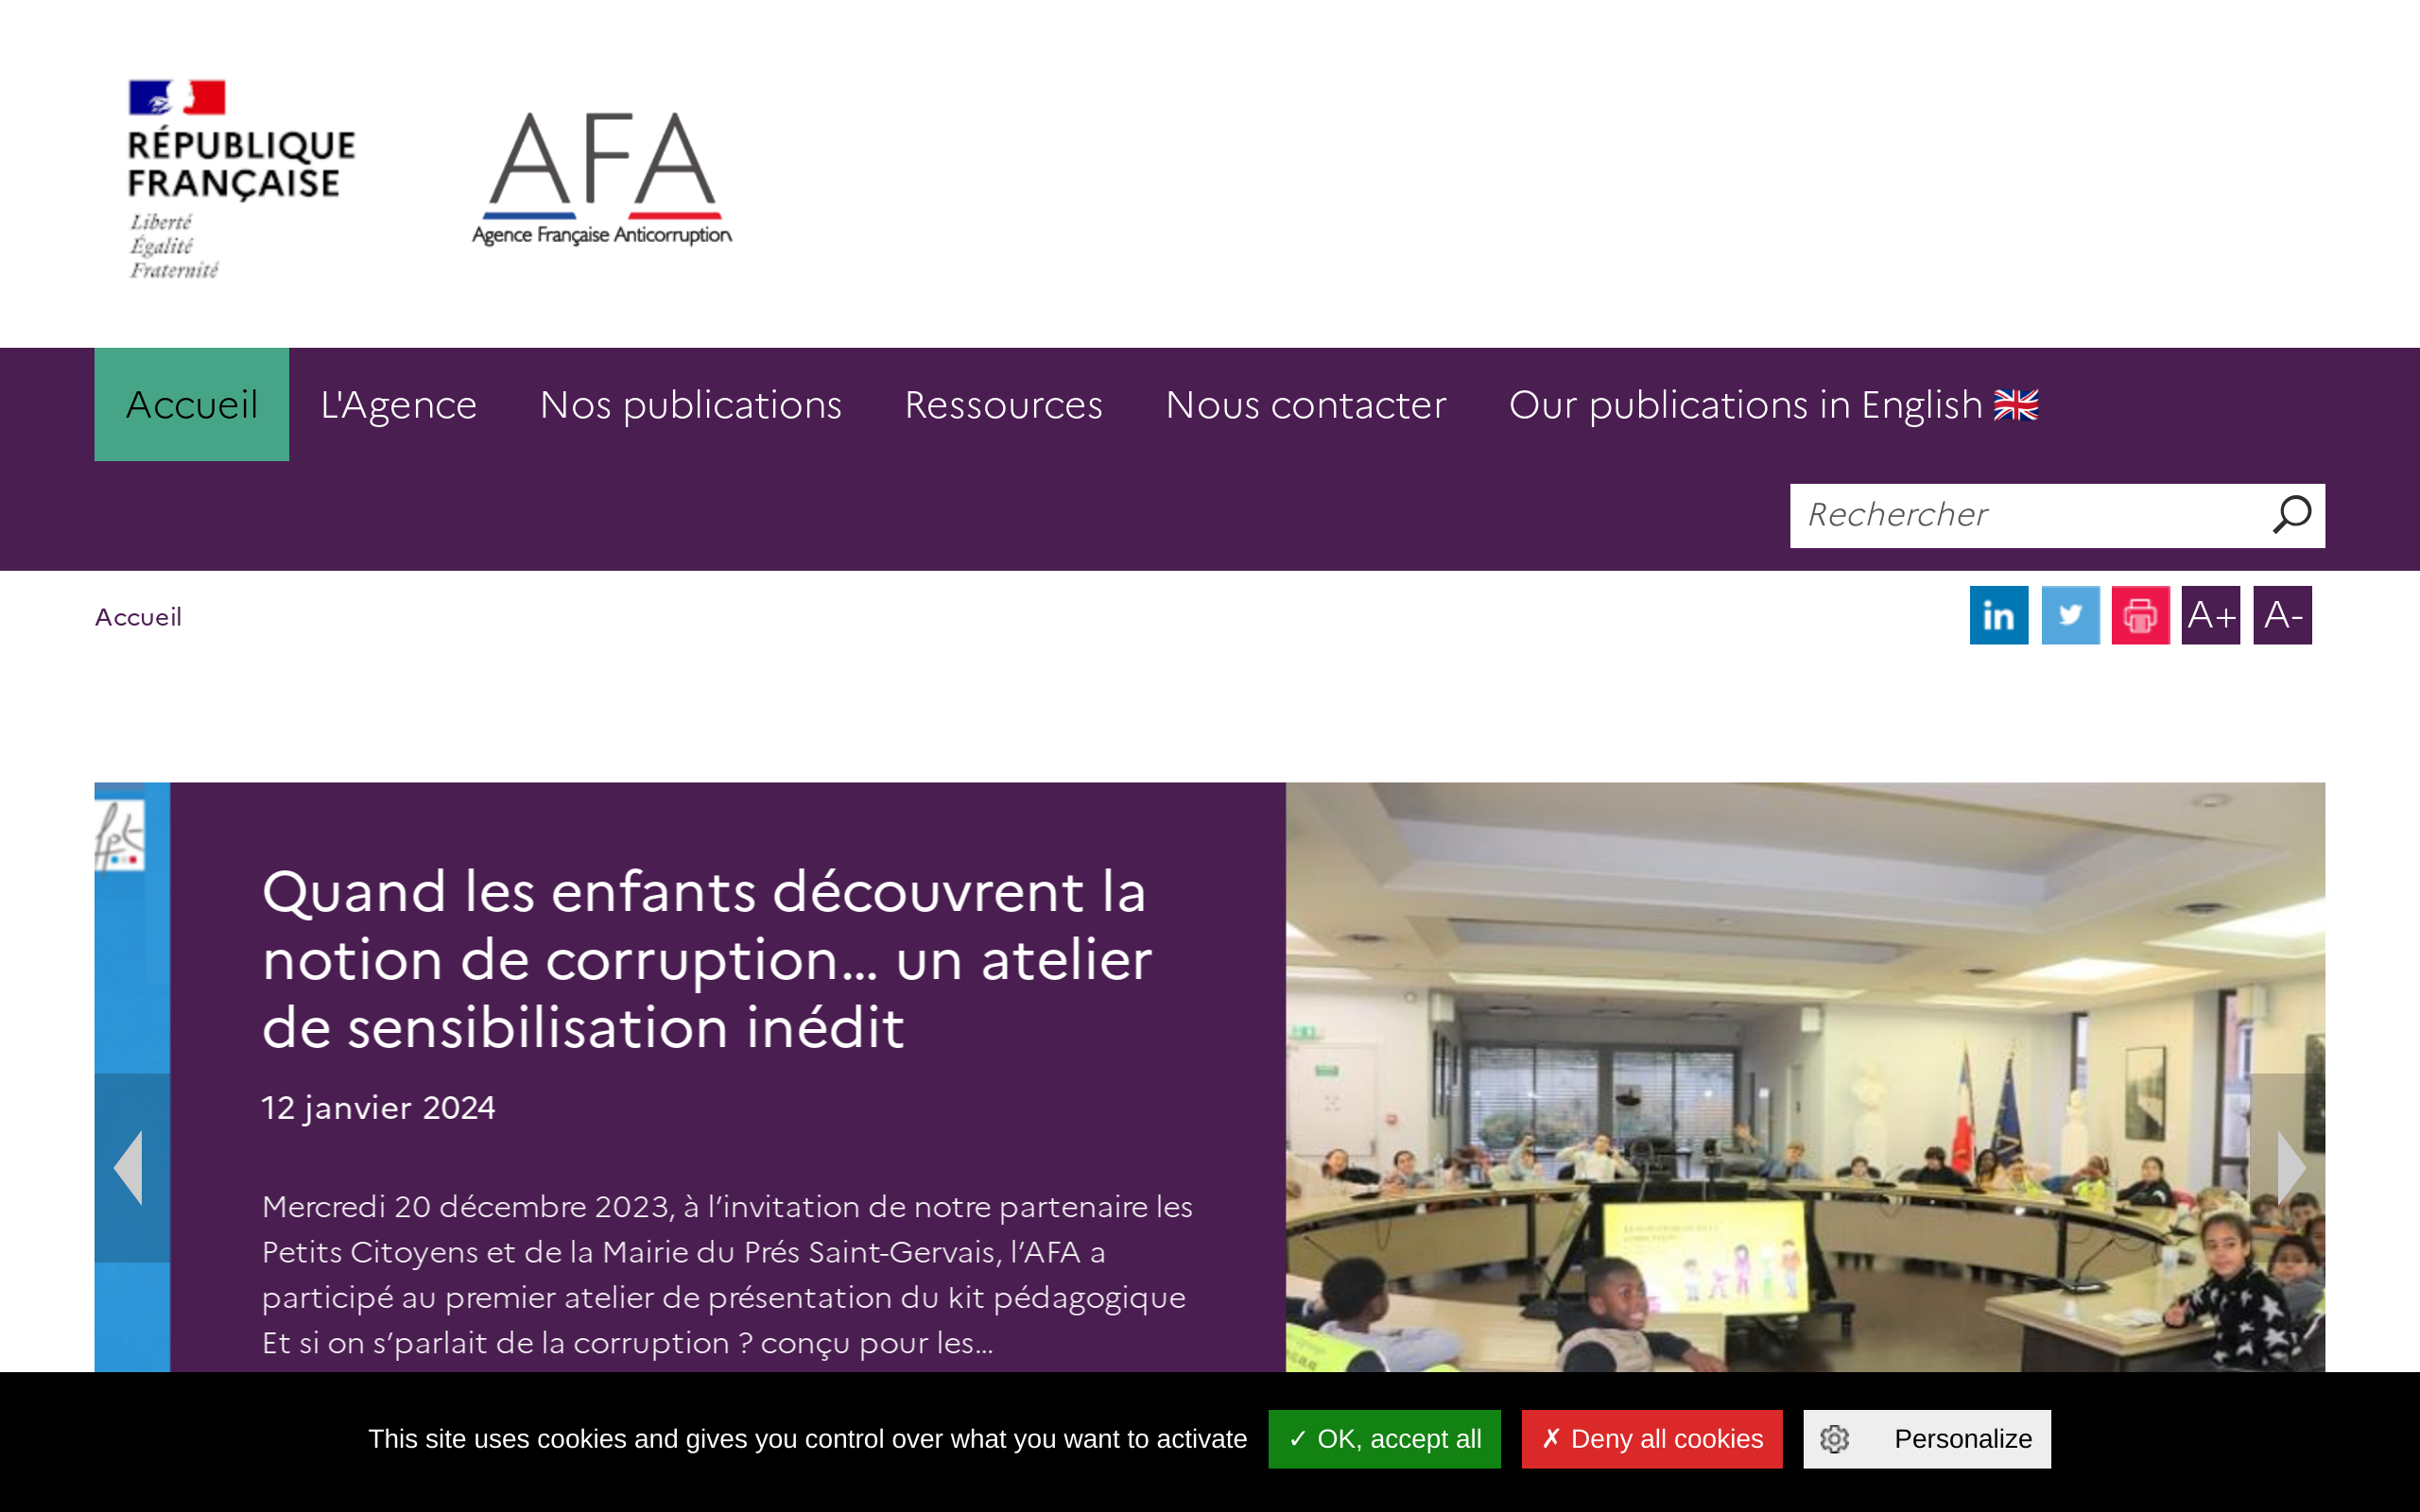 RÉPUBLIQUE
FRANÇAISE
Liberté
Égalité
Fraternité
AFA
Agence Française Anticorruption
Accueil L'Agence Nos publications Ressources Nous contacter Our publications in English 🇬🇧
Rechercher
Accueil
in
A+ A-
fpt
Quand les enfants découvrent la
notion de corruption... un atelier
de sensibilisation inédit
12 janvier 2024
Mercredi 20 décembre 2023, à l’invitation de notre partenaire les
Petits Citoyens et de la Mairie du Prés Saint-Gervais, l’AFA a
participé au premier atelier de présentation du kit pédagogique
Et si on s’parlait de la corruption ? conçu pour les...
This site uses cookies and gives you control over what you want to activate ✓ OK, accept all ✗ Deny all cookies Personalize